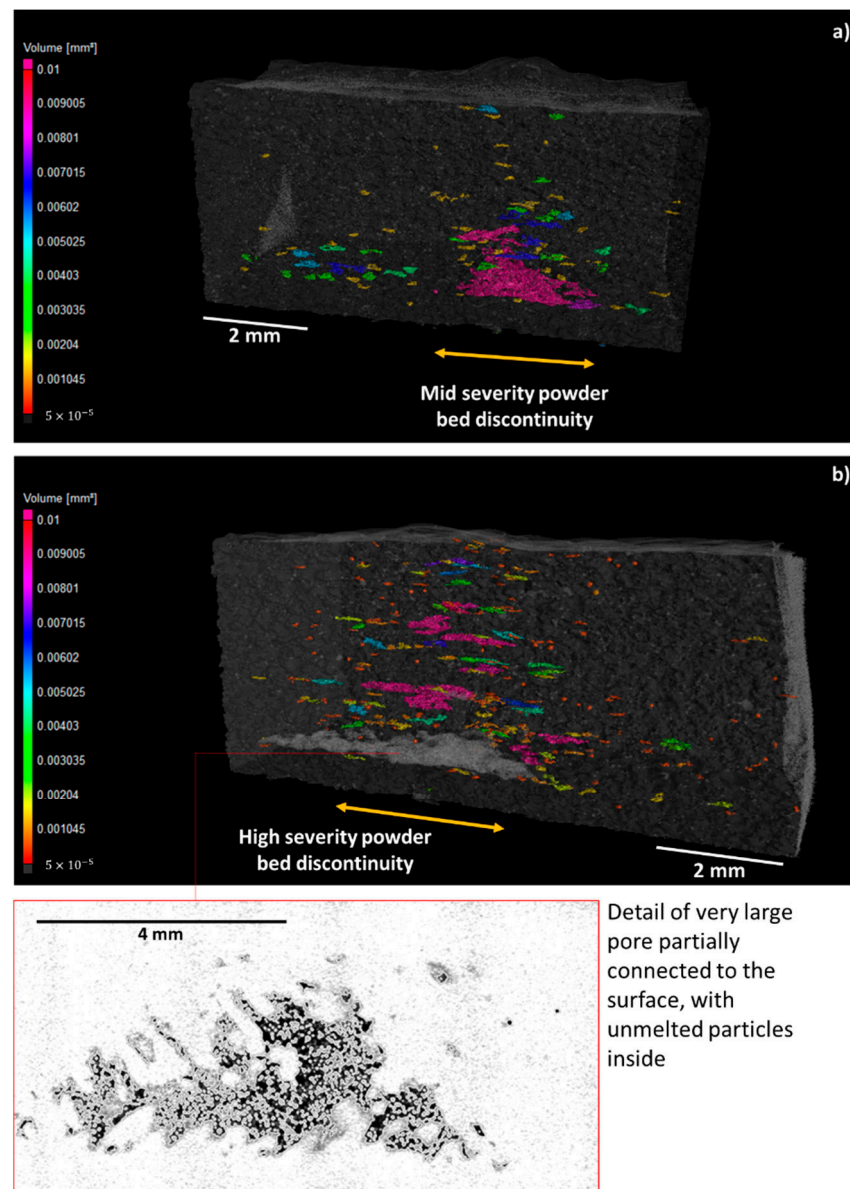 a)
Volume [mm³]
0.01
0.009005
0.00801
0.007015
0.00602
0.005025
0.00403
0.003035
0.00204
0.001045
5 × 10⁻⁵
2 mm
Mid severity powder
bed discontinuity
b)
Volume [mm³]
0.01
0.009005
0.00801
0.007015
0.00602
0.005025
0.00403
0.003035
0.00204
0.001045
5 × 10⁻⁵
High severity powder
bed discontinuity
2 mm
4 mm
Detail of very large
pore partially
connected to the
surface, with
unmelted particles
inside